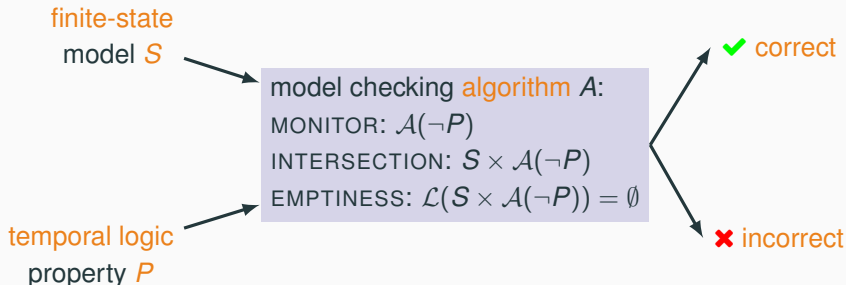 finite-state
model S
model checking algorithm A:
MONITOR: 𝒜(¬P)
INTERSECTION: S × 𝒜(¬P)
EMPTINESS: ℒ(S × 𝒜(¬P)) = ∅
temporal logic
property P
✔ correct
✖ incorrect